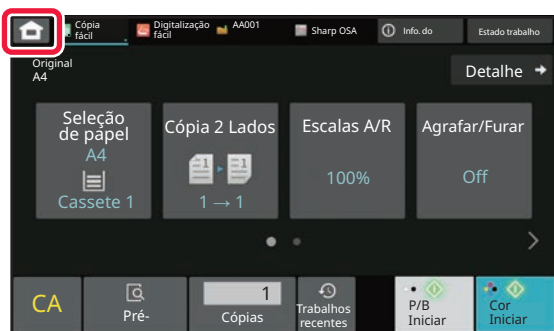 Cópia
fácil
Digitalização
fácil
AA001
Sharp OSA
Info.do
Estado trabalho
Original
A4
Detalhe
Seleção
de papel
A4
Cassete 1
Cópia 2 Lados
1 1
1 → 1
Escalas A/R
100%
Agrafar/Furar
Off
CA
Pré-
1
Cópias
Trabalhos
recentes
P/B
Iniciar
Cor
Iniciar